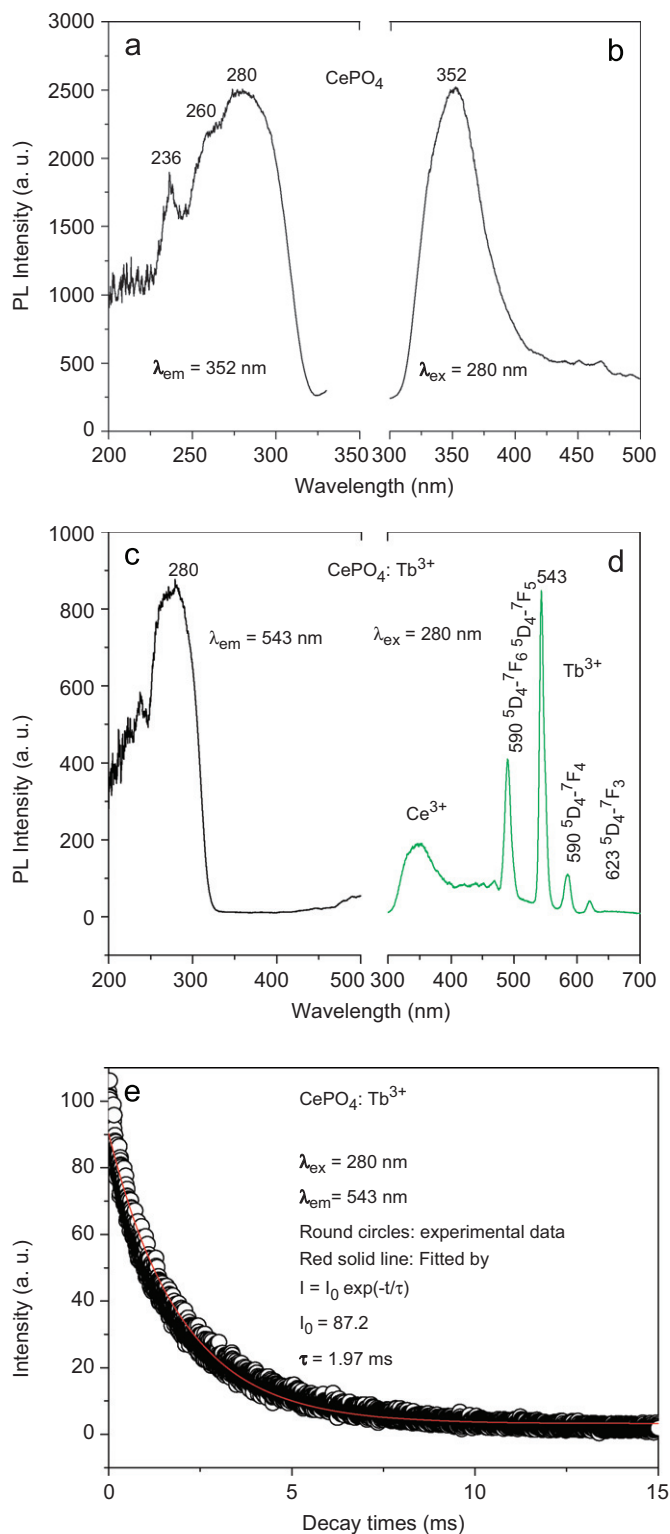 a
b
280
CePO4
352
260
236
λem = 352 nm
λex = 280 nm
PL Intensity (a. u.)
3000
2500
2000
1500
1000
500
0
200 250 300 350 300 350 400 450 500
Wavelength (nm)
c
d
280
CePO4: Tb3+
543
λem = 543 nm
λex = 280 nm
590 5D4-7F6
5D4-7F5
Tb3+
Ce3+
590 5D4-7F4
623 5D4-7F3
PL Intensity (a. u.)
1000
800
600
400
200
0
200 300 400 500 300 400 500 600 700
Wavelength (nm)
e
CePO4: Tb3+
λex = 280 nm
λem= 543 nm
Round circles: experimental data
Red solid line: Fitted by
I = I0 exp(-t/τ)
I0 = 87.2
τ = 1.97 ms
Intensity (a. u.)
100
80
60
40
20
0
0 5 10 15
Decay times (ms)